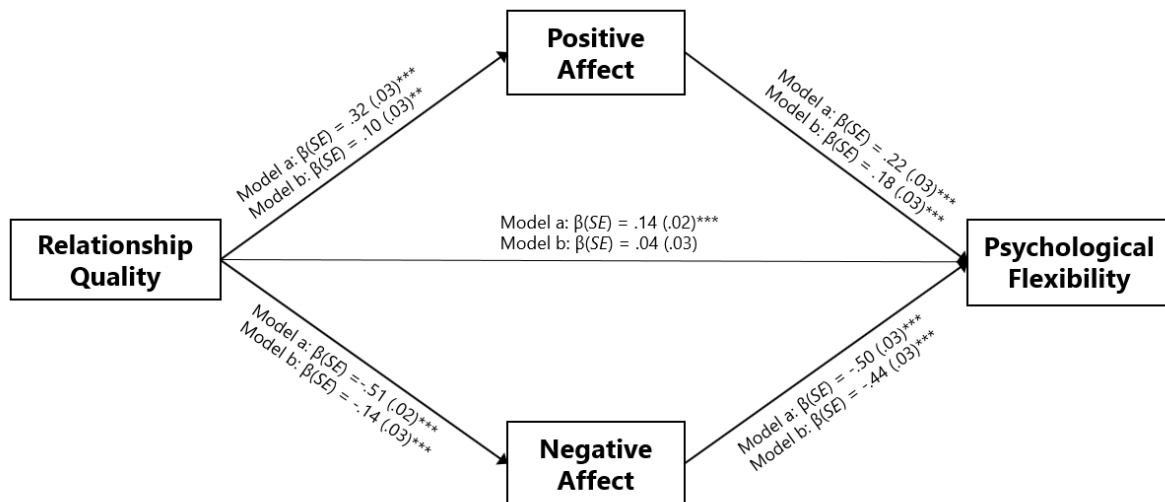 Positive
Affect
Model a: β(SE) = .32 (.03)***
Model b: β(SE) = .10 (.03)**
Model a: β(SE) = .22 (.03)***
Model b: β(SE) = .18 (.03)***
Relationship
Quality
Model a: β(SE) = .14 (.02)***
Model b: β(SE) = .04 (.03)
Psychological
Flexibility
Model a: β(SE) =-.51 (.02)***
Model b: β(SE) = -.14 (.03)***
Model a: β(SE) = -.50 (.03)***
Model b: β(SE) = -.44 (.03)***
Negative
Affect